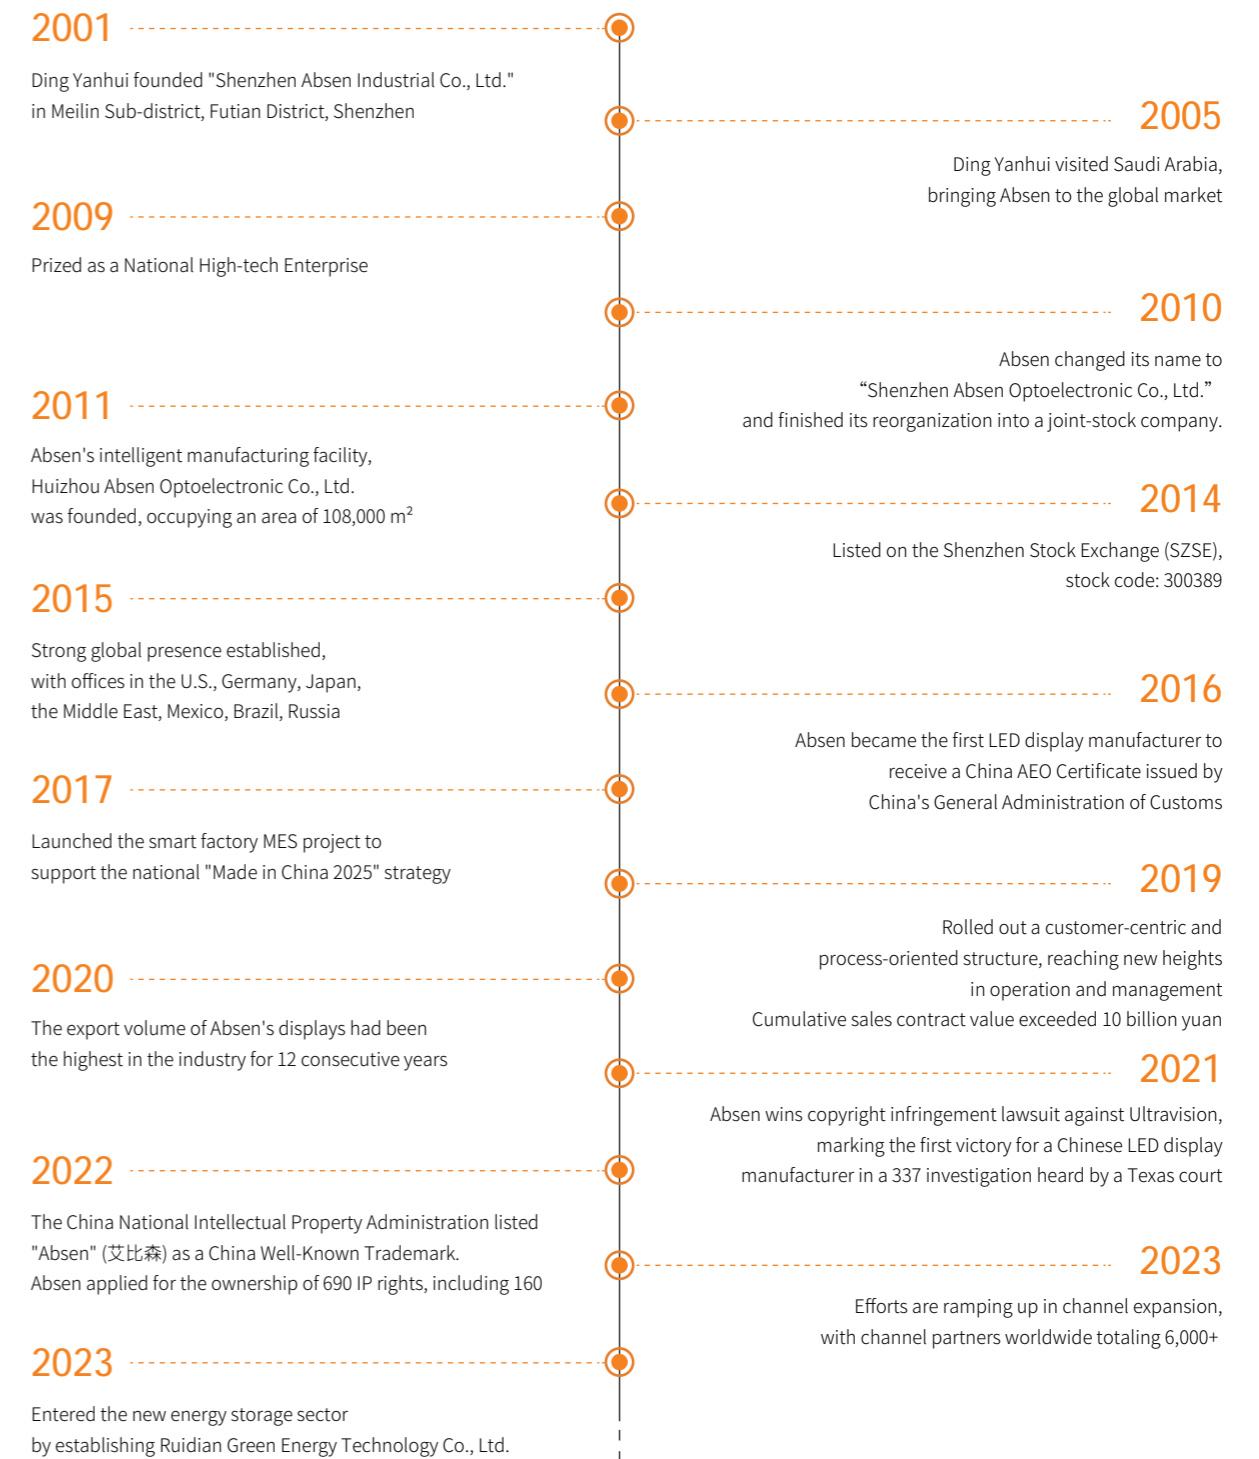 2001
Ding Yanhui founded "Shenzhen Absen Industrial Co., Ltd."
in Meilin Sub-district, Futian District, Shenzhen
2005
Ding Yanhui visited Saudi Arabia,
bringing Absen to the global market
2009
Prized as a National High-tech Enterprise
2010
Absen changed its name to
“Shenzhen Absen Optoelectronic Co., Ltd.”
and finished its reorganization into a joint-stock company.
2011
Absen's intelligent manufacturing facility,
Huizhou Absen Optoelectronic Co., Ltd.
was founded, occupying an area of 108,000 m²
2014
Listed on the Shenzhen Stock Exchange (SZSE),
stock code: 300389
2015
Strong global presence established,
with offices in the U.S., Germany, Japan,
the Middle East, Mexico, Brazil, Russia
2016
Absen became the first LED display manufacturer to
receive a China AEO Certificate issued by
China's General Administration of Customs
2017
Launched the smart factory MES project to
support the national "Made in China 2025" strategy
2019
Rolled out a customer-centric and
process-oriented structure, reaching new heights
in operation and management
Cumulative sales contract value exceeded 10 billion yuan
2020
The export volume of Absen's displays had been
the highest in the industry for 12 consecutive years
2021
Absen wins copyright infringement lawsuit against Ultravision,
marking the first victory for a Chinese LED display
manufacturer in a 337 investigation heard by a Texas court
2022
The China National Intellectual Property Administration listed
"Absen" (艾比森) as a China Well-Known Trademark.
Absen applied for the ownership of 690 IP rights, including 160
2023
Efforts are ramping up in channel expansion,
with channel partners worldwide totaling 6,000+
2023
Entered the new energy storage sector
by establishing Ruidian Green Energy Technology Co., Ltd.